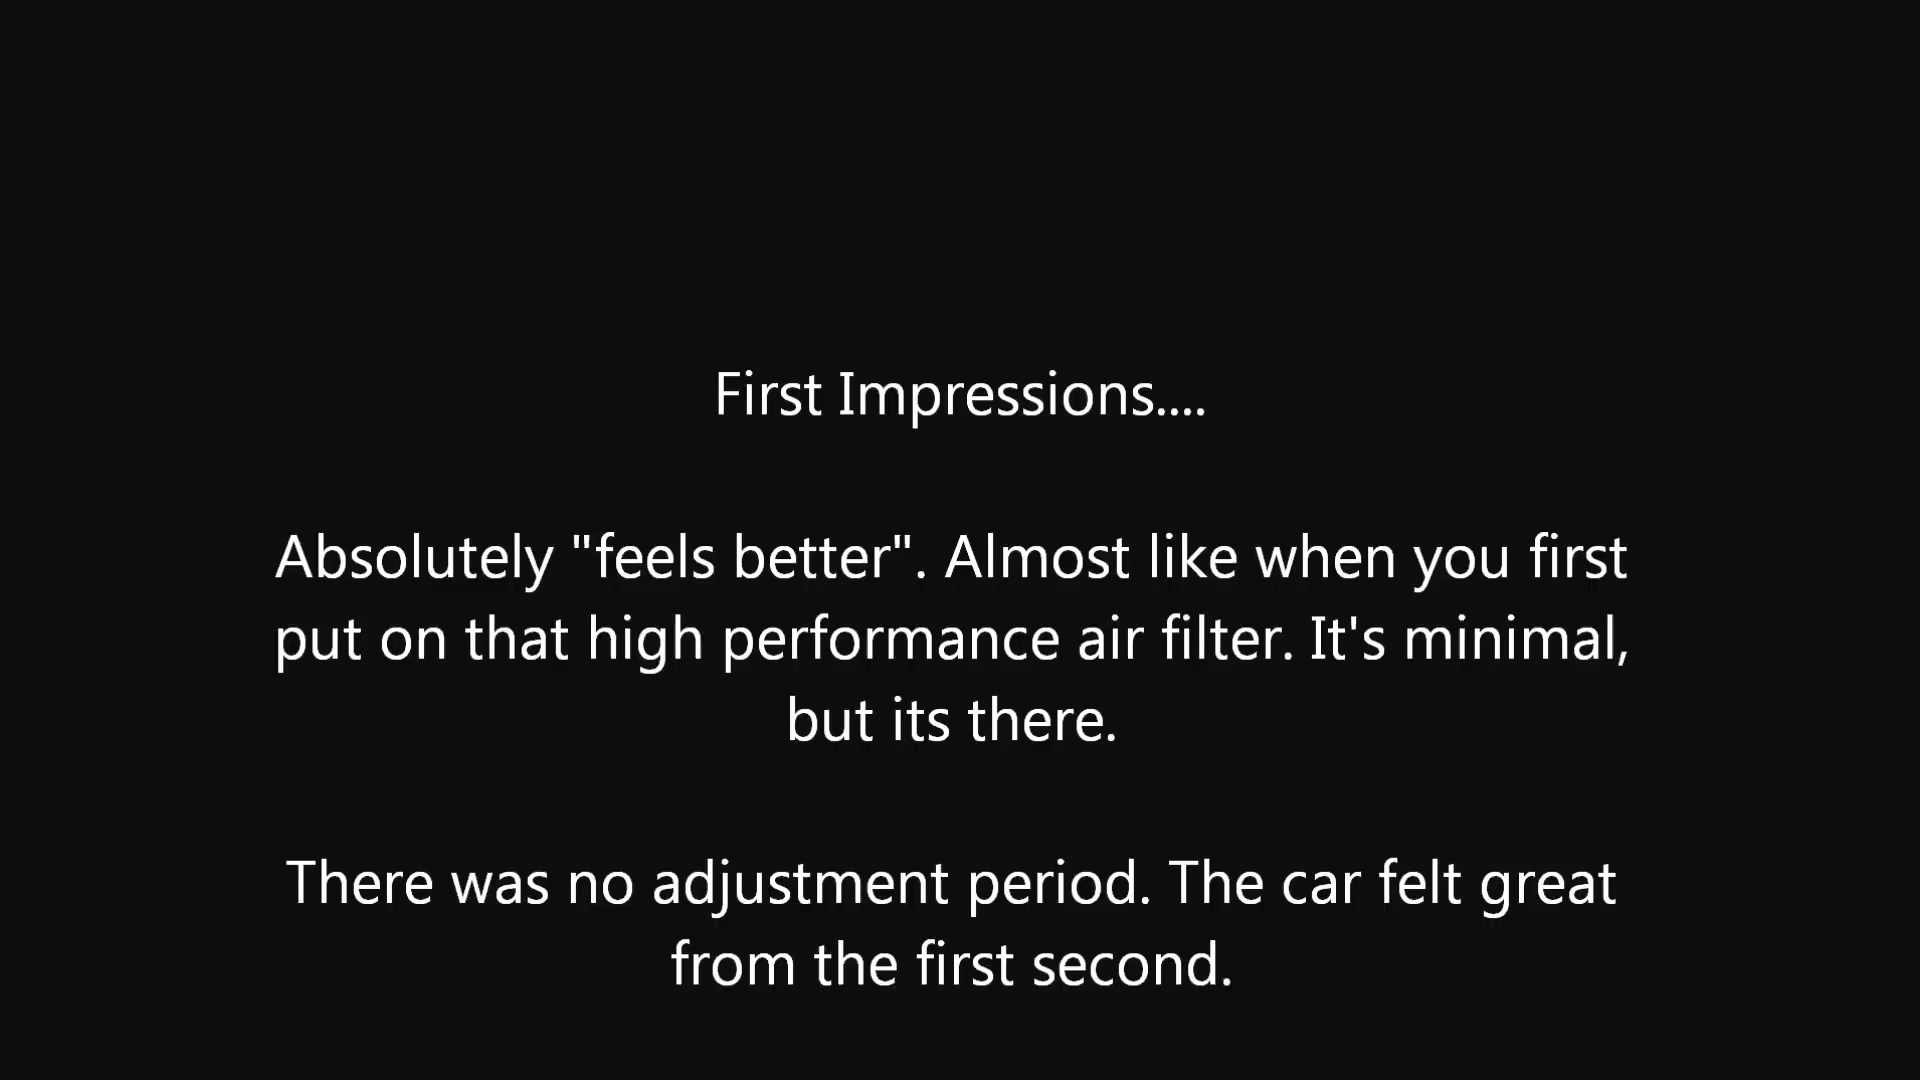 First Impressions....
Absolutely "feels better". Almost like when you first
put on that high performance air filter. It's minimal,
but its there.
There was no adjustment period. The car felt great
from the first second.